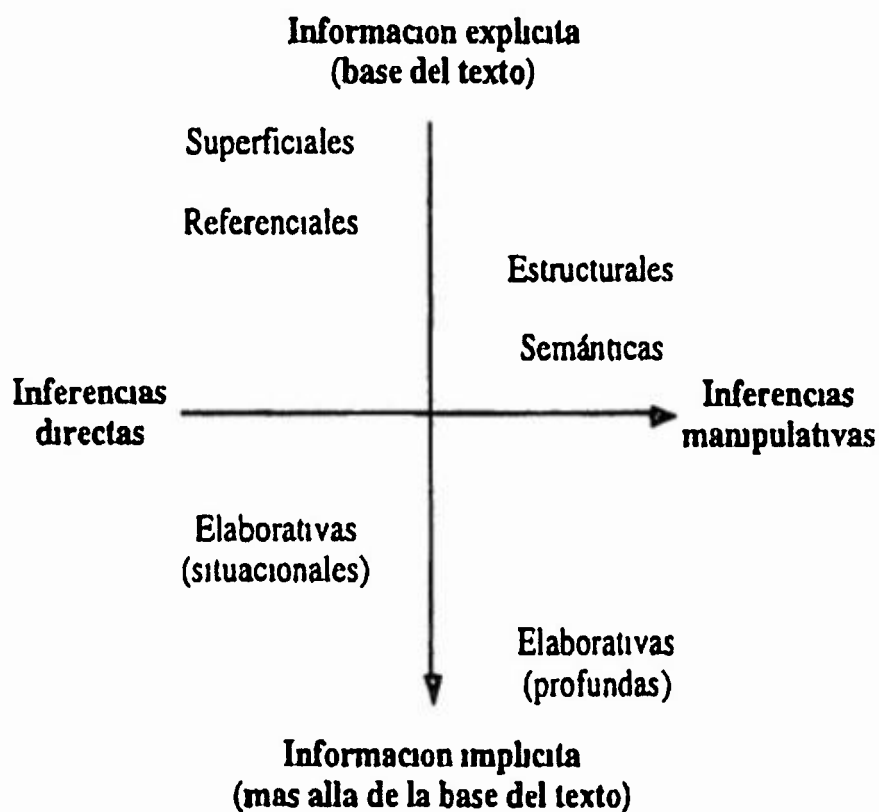 Informacion explicita
(base del texto)
Superficiales
Referenciales
Estructurales
Semánticas
Inferencias
directas
Inferencias
manipulativas
Elaborativas
(situacionales)
Elaborativas
(profundas)
Informacion implicita
(mas alla de la base del texto)